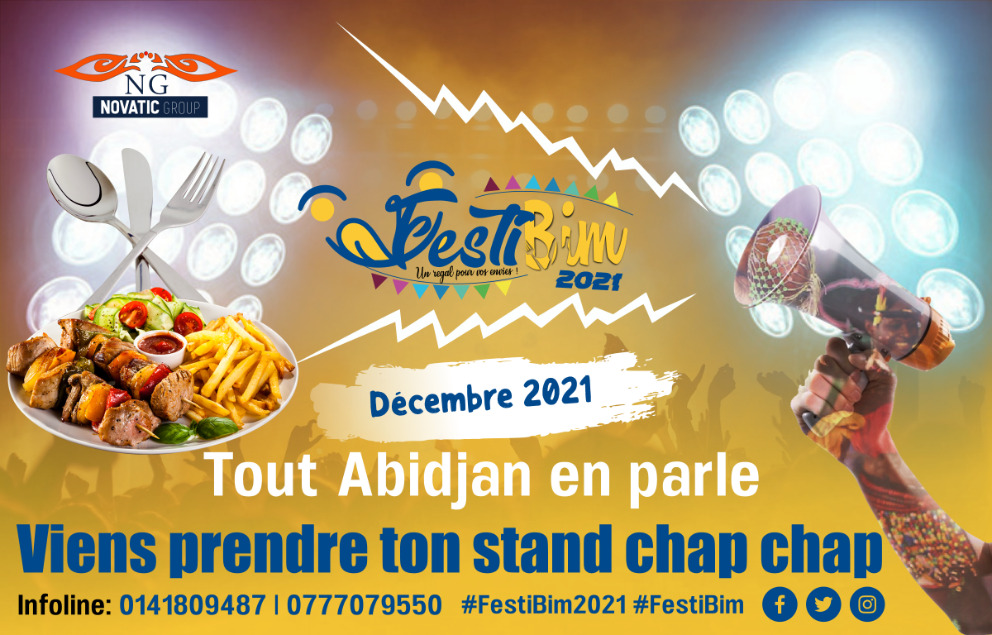 NG
NOVATIC GROUP
FestiBim
Un regal pour vos envies !
2021
Décembre 2021
Tout Abidjan en parle
Viens prendre ton stand chap chap
Infoline: 0141809487 | 0777079550 #FestiBim2021 #FestiBim